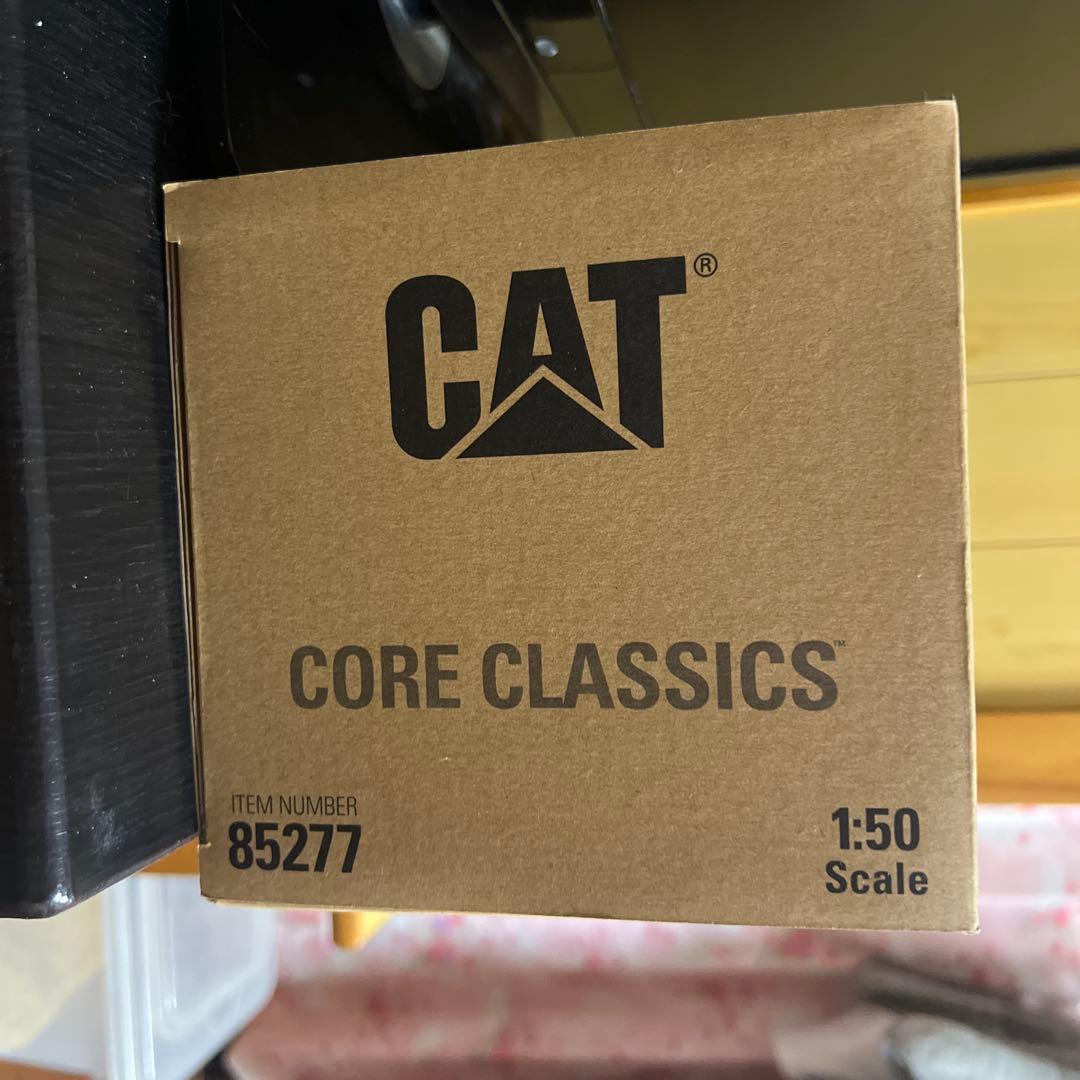 CAT®
CORE CLASSICS™
ITEM NUMBER
85277
1:50
Scale